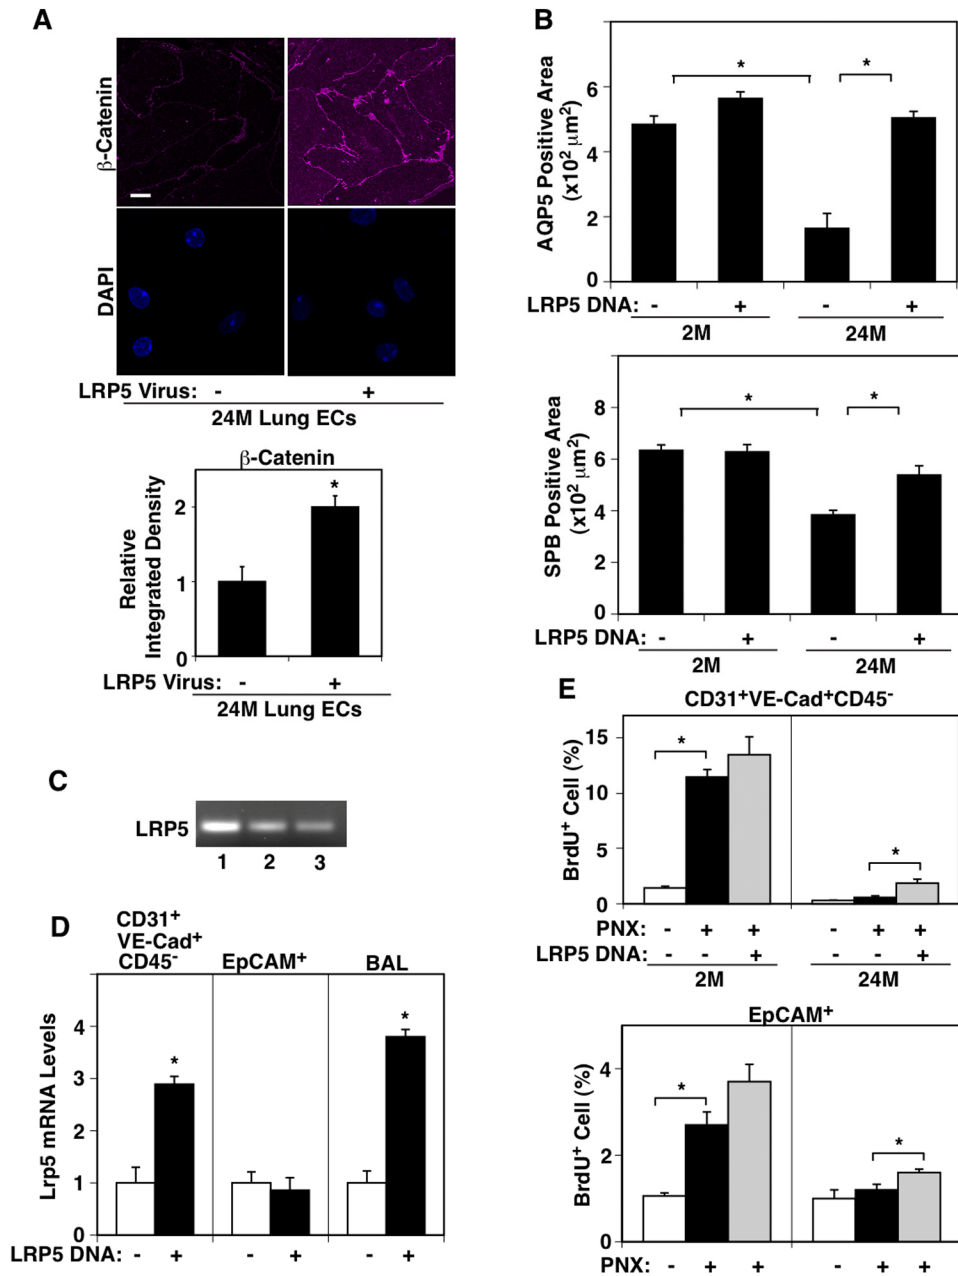 A
β-Catenin
DAPI
LRP5 Virus: - +
24M Lung ECs
β-Catenin
Relative
Integrated Density
2
*
1
0
LRP5 Virus: - +
24M Lung ECs
B
AQP5 Positive Area
(x10² µm²)
6
4
2
0
* *
LRP5 DNA: - + - +
2M 24M
SPB Positive Area
(x10² µm²)
8
6
4
2
0
* *
LRP5 DNA: - + - +
2M 24M
C
LRP5
1 2 3
D
CD31⁺
VE-Cad⁺
CD45⁻
EpCAM⁺
BAL
Lrp5 mRNA Levels
4
3
2
1
0
* *
LRP5 DNA: - + - + - +
E
CD31⁺VE-Cad⁺CD45⁻
BrdU⁺ Cell (%)
15
10
5
0
* *
PNX: - + + - + +
LRP5 DNA: - - + - - +
2M 24M
EpCAM⁺
BrdU⁺ Cell (%)
4
2
0
* *
PNX: - + + - + +